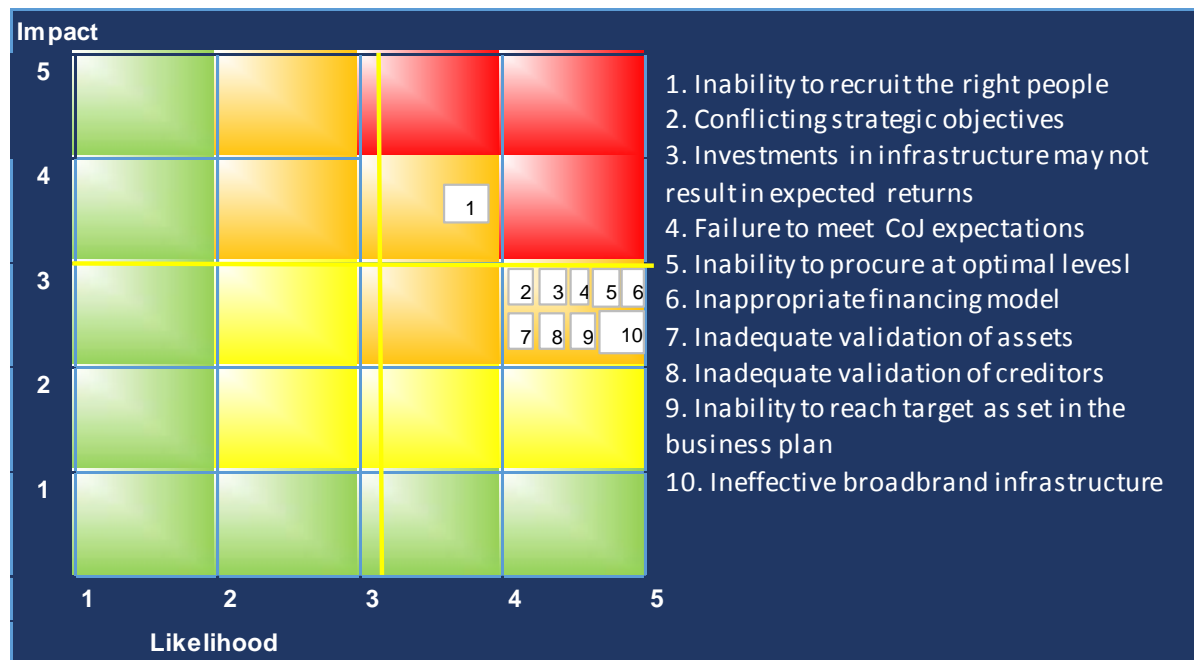 Impact
5
4
3
2
1
1
2 3 4 5 6
7 8 9 10
1 2 3 4 5
Likelihood
1. Inability to recruit the right people
2. Conflicting strategic objectives
3. Investments in infrastructure may not
result in expected returns
4. Failure to meet CoJ expectations
5. Inability to procure at optimal levesl
6. Inappropriate financing model
7. Inadequate validation of assets
8. Inadequate validation of creditors
9. Inability to reach target as set in the
business plan
10. Ineffective broadbrand infrastructure